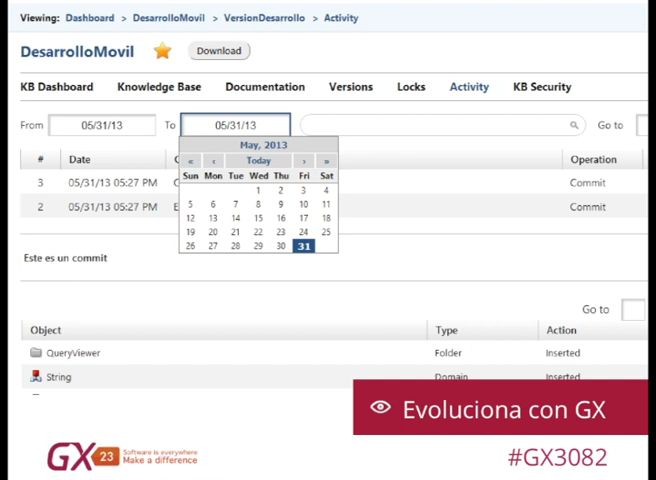 Viewing: Dashboard > DesarrolloMovil > VersionDesarrollo > Activity
DesarrolloMovil Download
KB Dashboard Knowledge Base Documentation Versions Locks Activity KB Security
From 05/31/13 To 05/31/13 Go to
May, 2013
« ‹ Today › »
# Date Operation
Sun Mon Tue Wed Thu Fri Sat
3 05/31/13 05:27 PM Commit
1 2 3 4
5 6 7 8 9 10 11
2 05/31/13 05:27 PM Commit
12 13 14 15 16 17 18
19 20 21 22 23 24 25
26 27 28 29 30 31
Este es un commit
Go to
Object Type Action
QueryViewer Folder Inserted
String Domain Inserted
Evoluciona con GX
GX 23 Software is everywhere
Make a difference
#GX3082